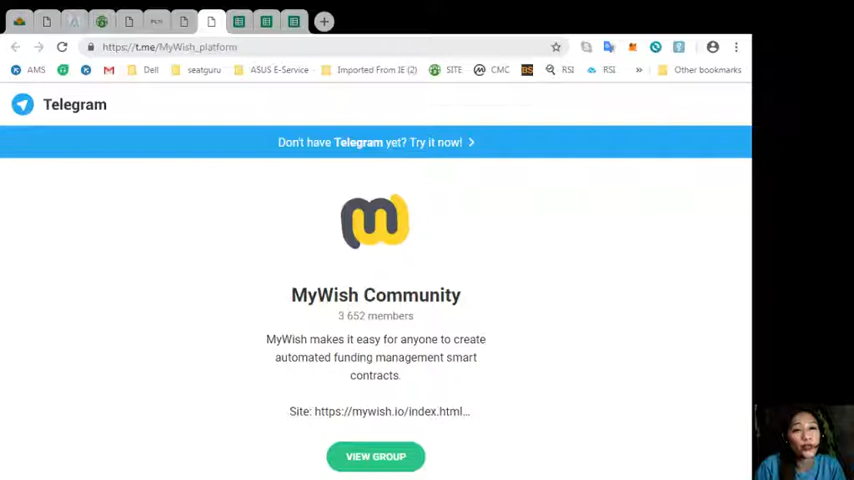 https://t.me/MyWish_platform
AMS
Dell
seatguru
ASUS E-Service
Imported From IE (2)
SITE
CMC
BS
RSI
RSI
»
Other bookmarks
Telegram
Don't have Telegram yet? Try it now!
MyWish Community
3 652 members
MyWish makes it easy for anyone to create
automated funding management smart
contracts.
Site: https://mywish.io/index.html...
VIEW GROUP